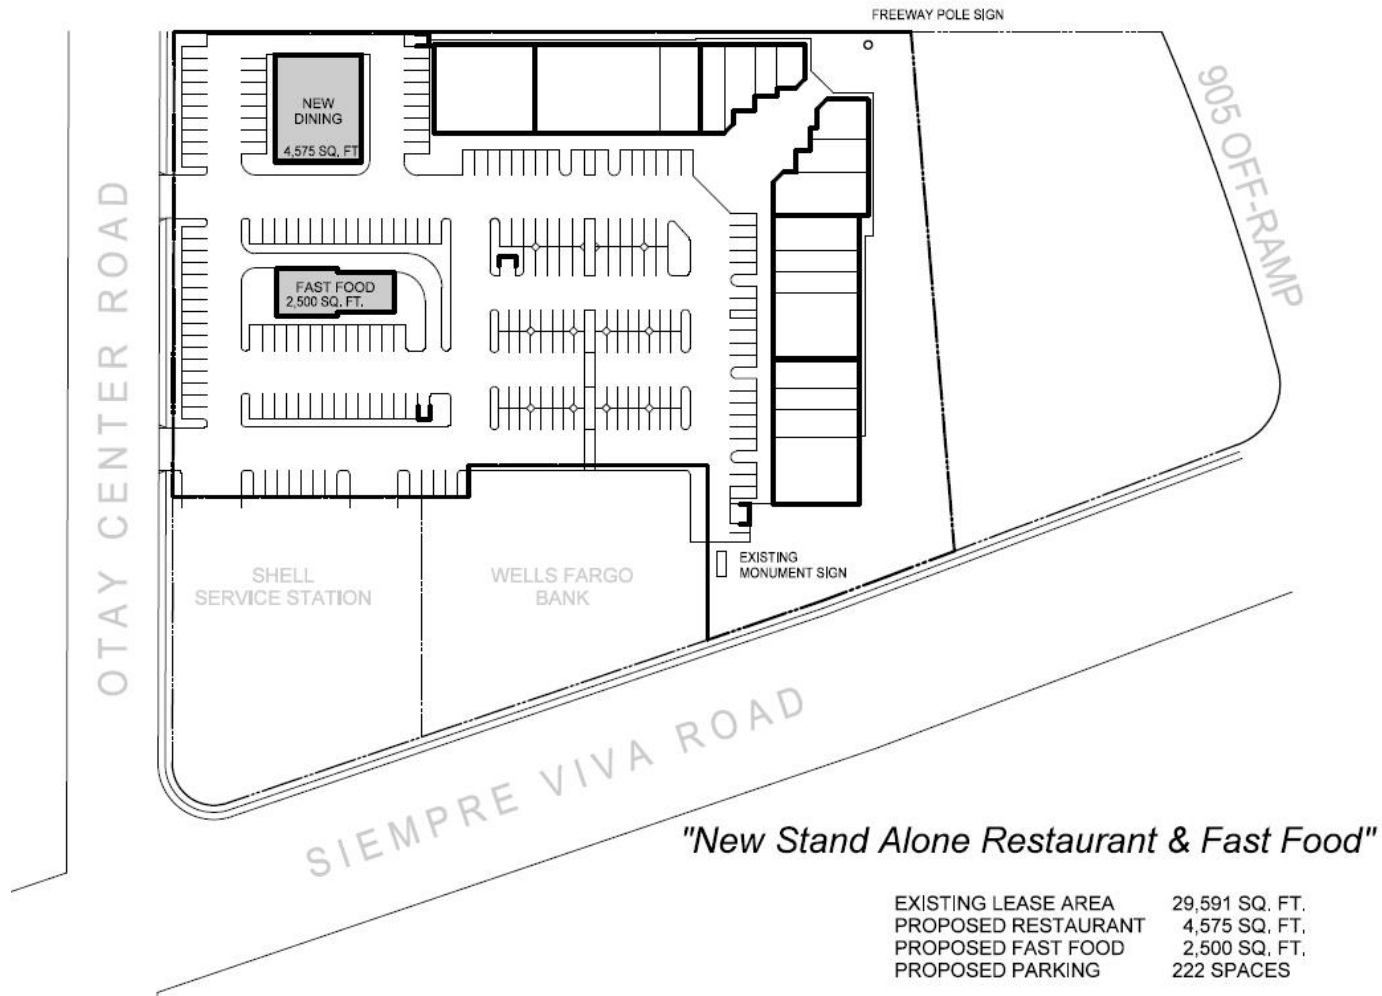 FREEWAY POLE SIGN
905 OFF-RAMP
NEW
DINING
4,575 SQ. FT
OTAY CENTER ROAD
FAST FOOD
2,500 SQ. FT.
EXISTING
MONUMENT SIGN
SHELL
SERVICE STATION
WELLS FARGO
BANK
SIEMPRE VIVA ROAD
"New Stand Alone Restaurant & Fast Food"
EXISTING LEASE AREA 29,591 SQ. FT.
PROPOSED RESTAURANT 4,575 SQ. FT.
PROPOSED FAST FOOD 2,500 SQ. FT.
PROPOSED PARKING 222 SPACES